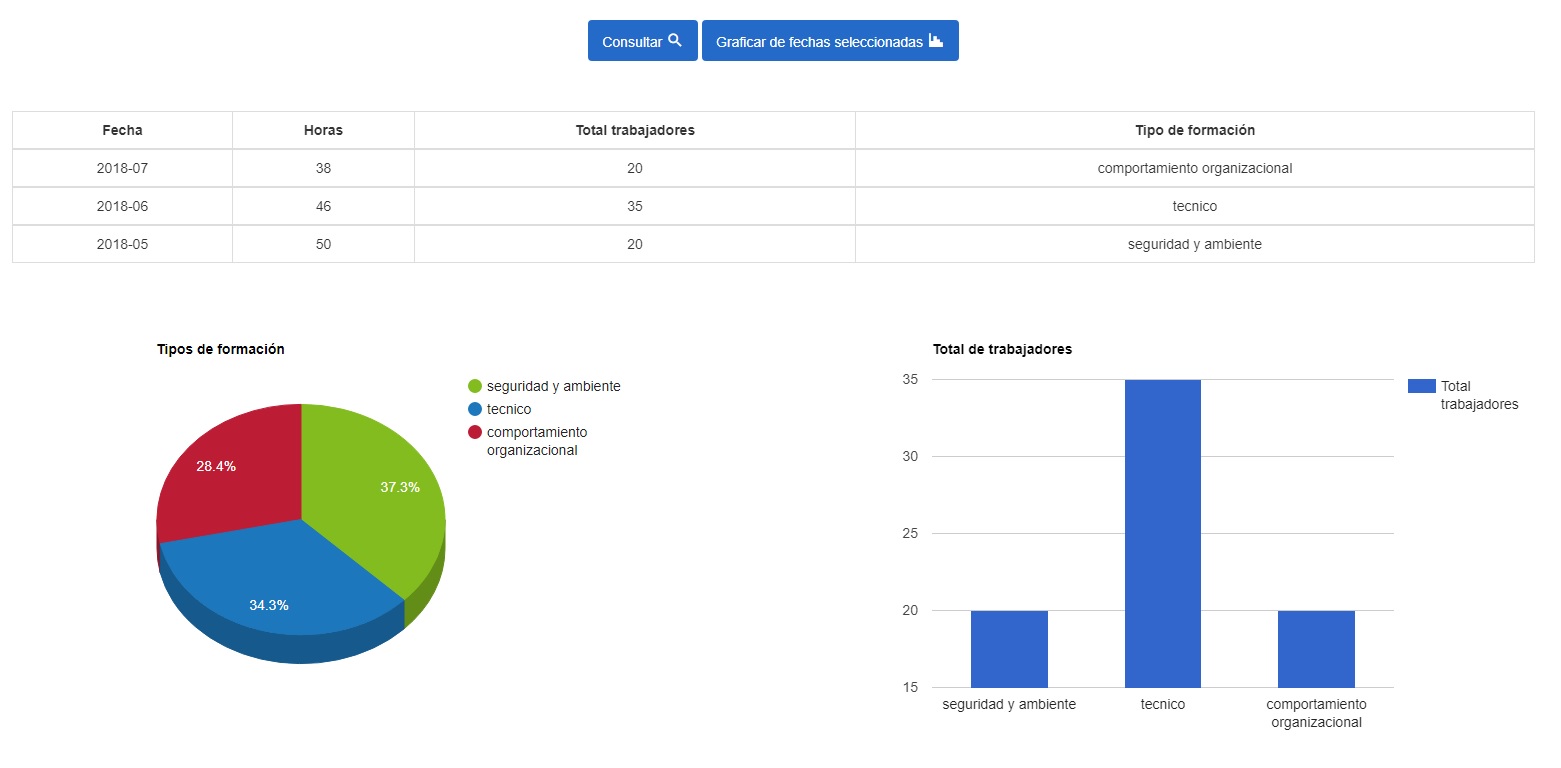 Consultar
Graficar de fechas seleccionadas
Fecha Horas Total trabajadores Tipo de formación
2018-07 38 20 comportamiento organizacional
2018-06 46 35 tecnico
2018-05 50 20 seguridad y ambiente
Tipos de formación
seguridad y ambiente
tecnico
comportamiento
organizacional
28.4%
37.3%
34.3%
Total de trabajadores
35
30
25
20
15
seguridad y ambiente
tecnico
comportamiento
organizacional
Total
trabajadores